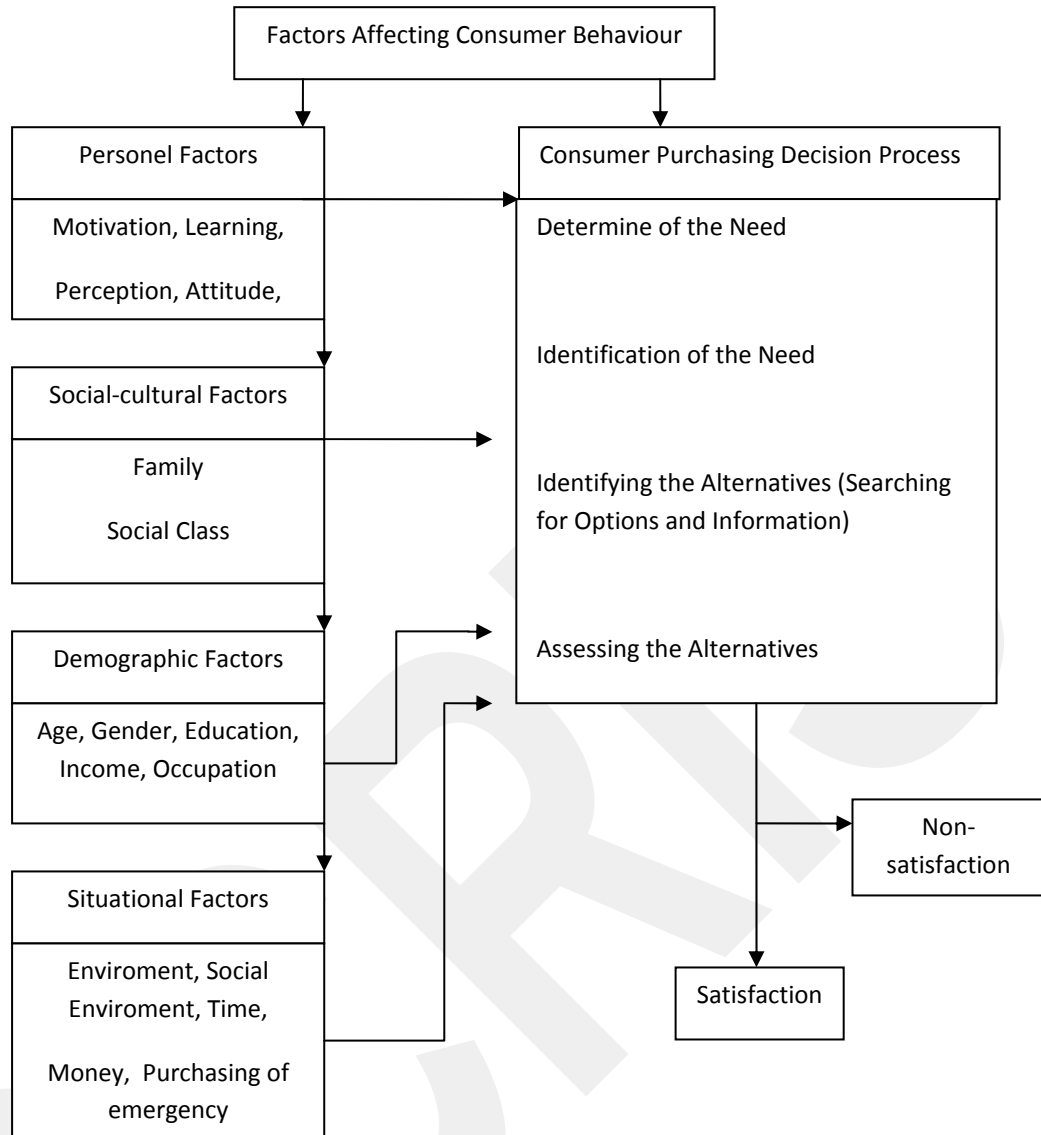 Factors Affecting Consumer Behaviour
Personel Factors
Motivation, Learning,
Perception, Attitude,
Social-cultural Factors
Family
Social Class
Demographic Factors
Age, Gender, Education,
Income, Occupation
Situational Factors
Enviroment, Social
Enviroment, Time,
Money, Purchasing of
emergency
Consumer Purchasing Decision Process
Determine of the Need
Identification of the Need
Identifying the Alternatives (Searching
for Options and Information)
Assessing the Alternatives
Non-
satisfaction
Satisfaction